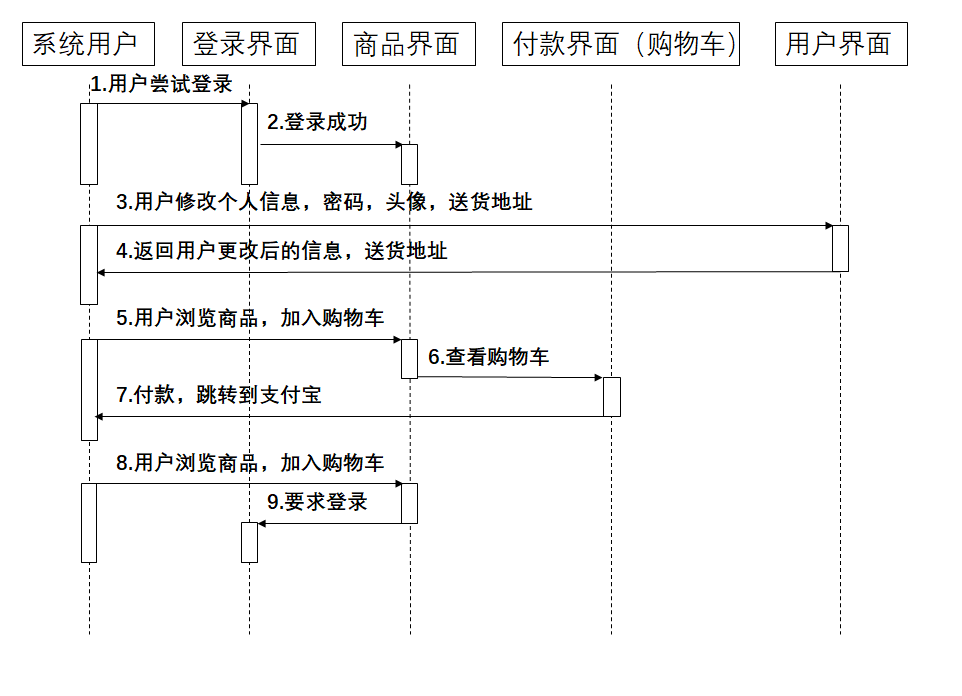 系统用户
登录界面
商品界面
付款界面（购物车）
用户界面
1.用户尝试登录
2.登录成功
3.用户修改个人信息，密码，头像，送货地址
4.返回用户更改后的信息，送货地址
5.用户浏览商品，加入购物车
6.查看购物车
7.付款，跳转到支付宝
8.用户浏览商品，加入购物车
9.要求登录